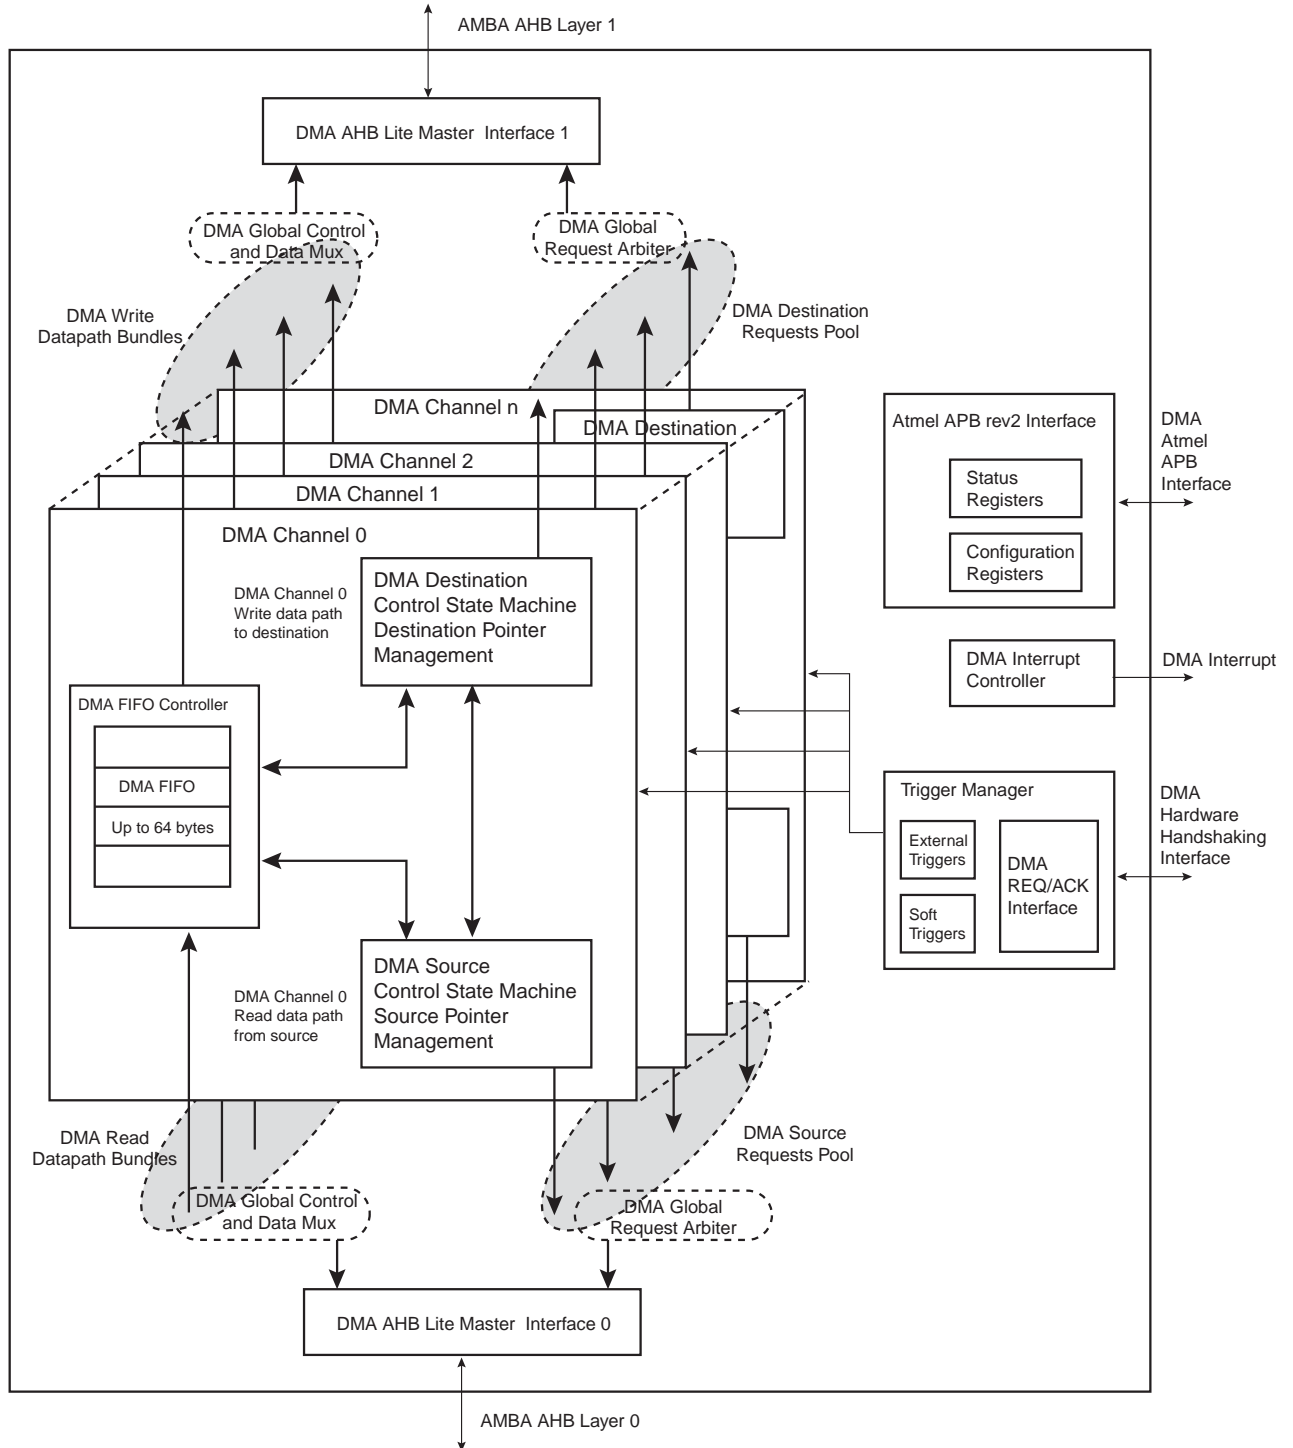 AMBA AHB Layer 1
DMA AHB Lite Master Interface 1
DMA Global Control
and Data Mux
DMA Global
Request Arbiter
DMA Write
Datapath Bundles
DMA Destination
Requests Pool
DMA Channel n
DMA Destination
DMA Channel 2
DMA Channel 1
DMA Channel 0
DMA Channel 0
Write data path
to destination
DMA Destination
Control State Machine
Destination Pointer
Management
DMA FIFO Controller
DMA FIFO
Up to 64 bytes
DMA Channel 0
Read data path
from source
DMA Source
Control State Machine
Source Pointer
Management
Atmel APB rev2 Interface
Status
Registers
Configuration
Registers
DMA
Atmel
APB
Interface
DMA Interrupt
Controller
DMA Interrupt
Trigger Manager
External
Triggers
Soft
Triggers
DMA
REQ/ACK
Interface
DMA
Hardware
Handshaking
Interface
DMA Read
Datapath Bundles
DMA Source
Requests Pool
DMA Global Control
and Data Mux
DMA Global
Request Arbiter
DMA AHB Lite Master Interface 0
AMBA AHB Layer 0